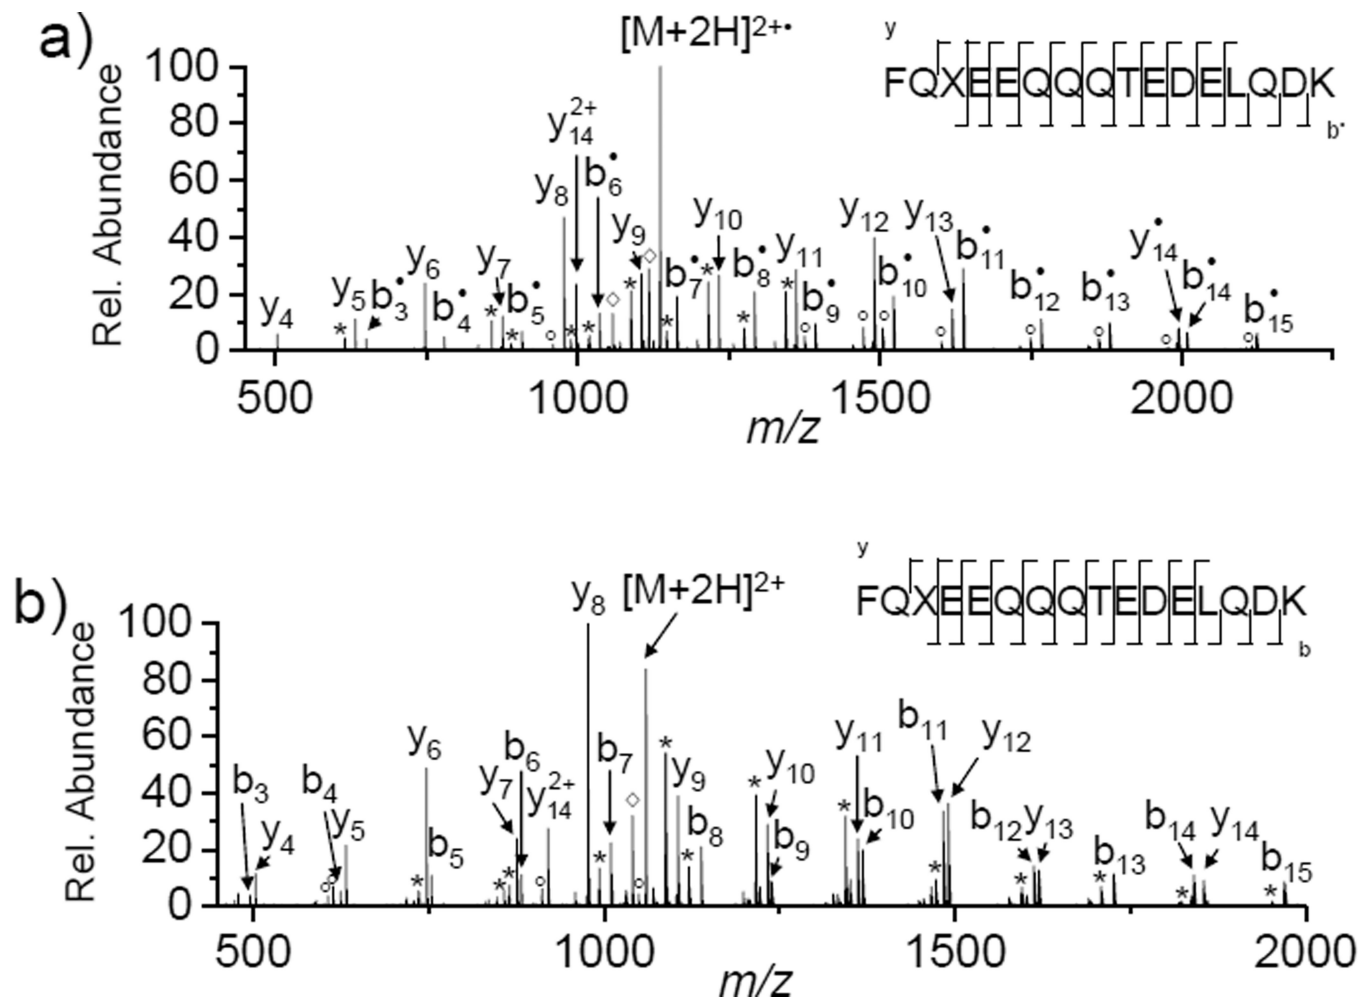 a)
[M+2H]2+•
y
FQXEEQQQTEDELQDK
b•
Rel. Abundance
100
80
60
40
20
0
y4
*
y5
b3•
y6
b4•
y7
*
*
b5•
°
y8
*
y14 2+
*
b6•
◇
*
y9
◇
*
b7•
*
y10
*
b8•
*
y11
°
b9•
°
y12
°
b10•
°
y13
b11•
°
b12•
°
b13•
°
y14•
b14•
°
b15•
500
1000
1500
2000
m/z
b)
y8
[M+2H]2+
y
FQXEEQQQTEDELQDK
b
Rel. Abundance
100
80
60
40
20
0
b3
y4
°
b4
°
y5
*
y6
b5
*
*
y7
b6
°
y14 2+
*
b7
◇
°
*
y9
*
b8
*
y10
b9
*
y11
b10
*
b11
y12
*
b12
y13
*
b13
*
b14
y14
*
b15
500
1000
1500
2000
m/z